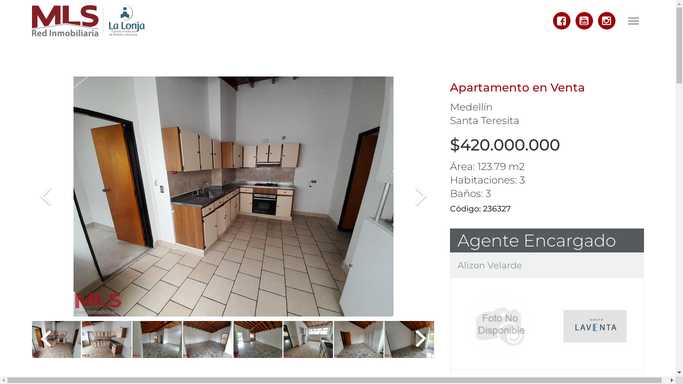 MLS
Red Inmobiliaria
La Lonja
Apartamento en Venta
Medellín
Santa Teresita
$420.000.000
Área: 123.79 m2
Habitaciones: 3
Baños: 3
Código: 236327
Agente Encargado
Alizon Velarde
Foto No
Disponible
LAVENTA
MLS